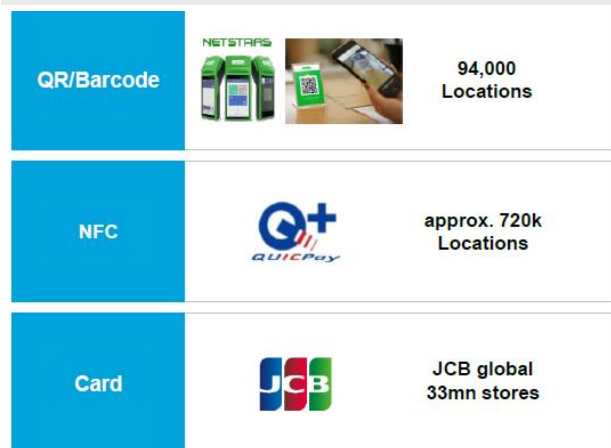 NETSTARS
QR/Barcode
94,000
Locations
NFC
Q+
QUICPay
approx. 720k
Locations
Card
JCB
JCB global
33mn stores